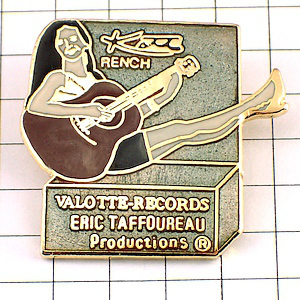 RENCH
VALOTTE-RECORDS
ERIC TAFFOUREAU
Productions ®